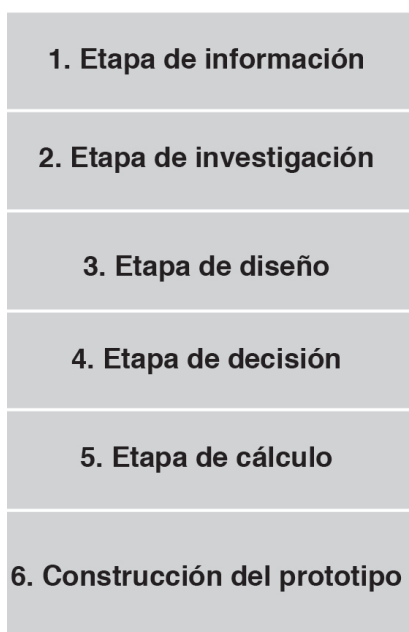 1. Etapa de información
2. Etapa de investigación
3. Etapa de diseño
4. Etapa de decisión
5. Etapa de cálculo
6. Construcción del prototipo